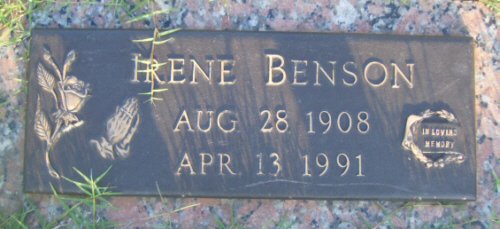 IRENE BENSON
AUG 28 1908
APR 13 1991
IN LOVING
MEMORY